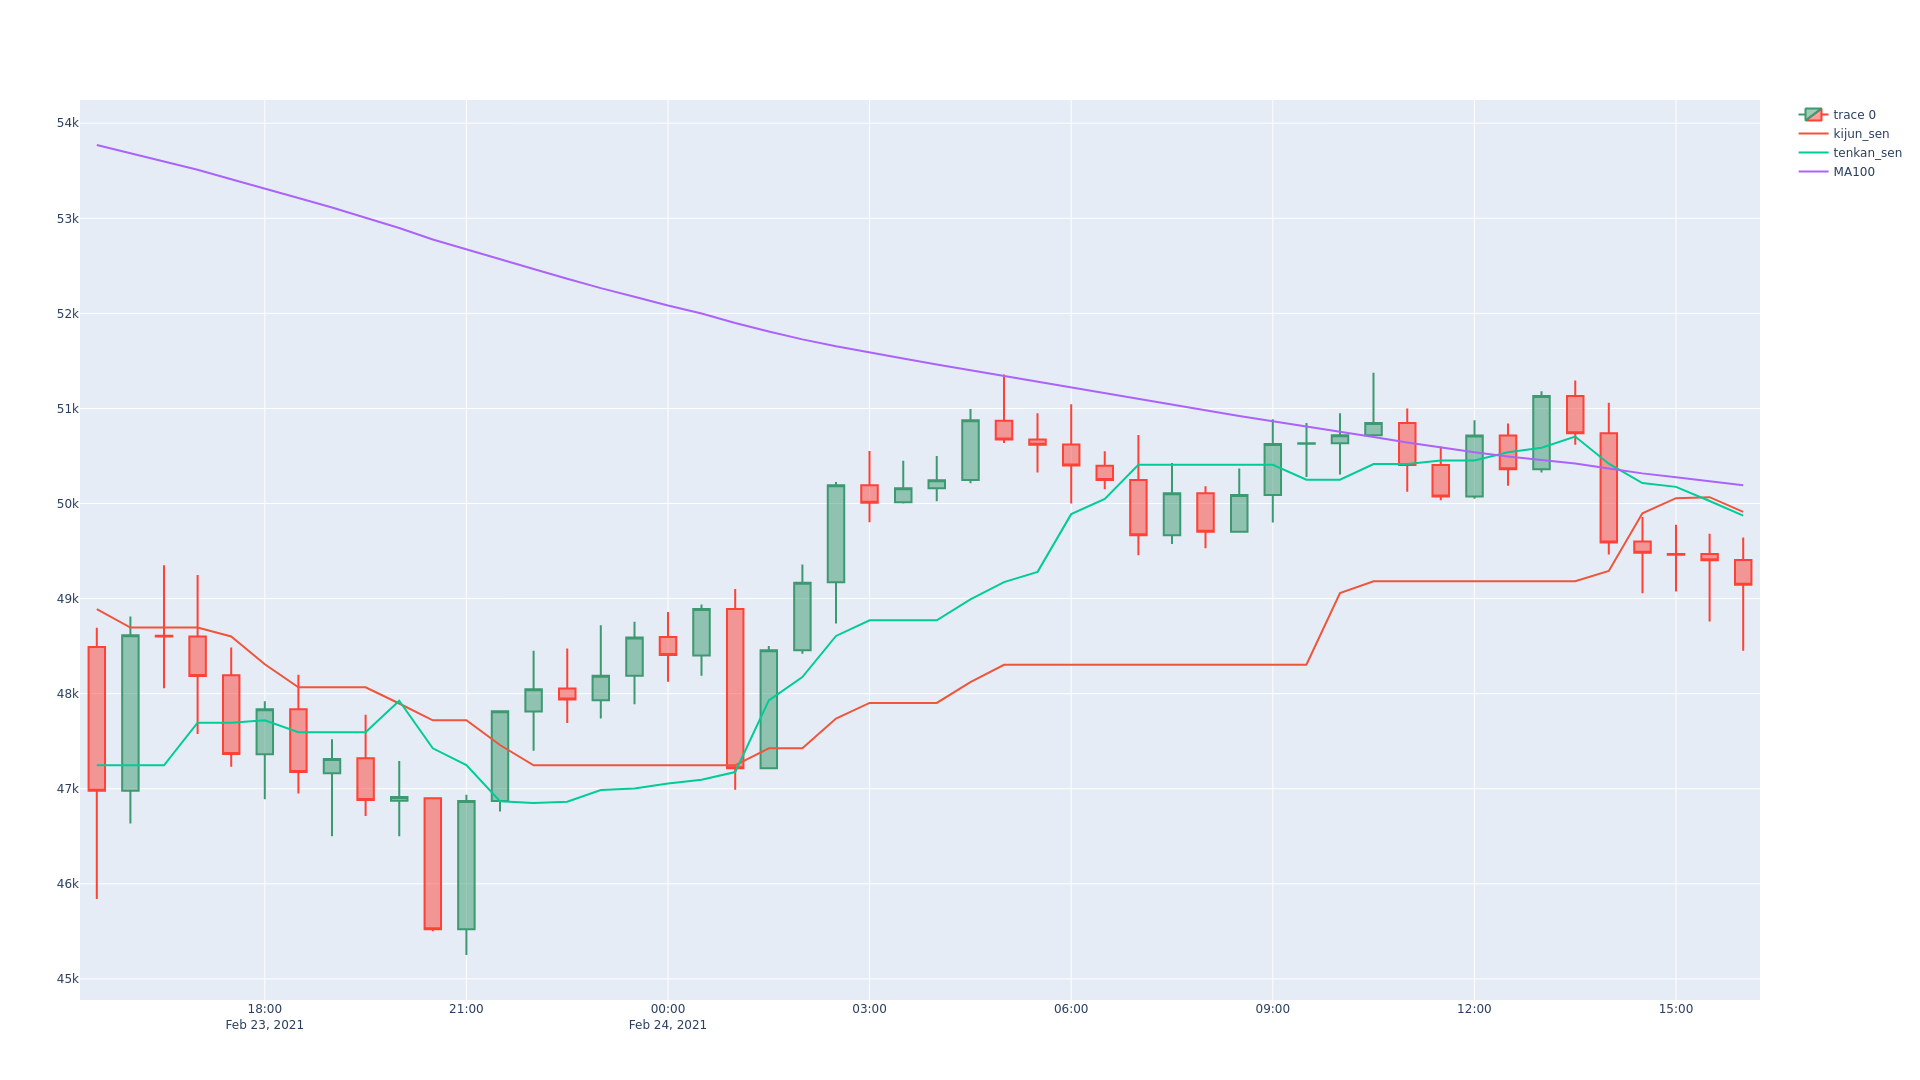 54k
53k
52k
51k
50k
49k
48k
47k
46k
45k
18:00
Feb 23, 2021
21:00
00:00
Feb 24, 2021
03:00
06:00
09:00
12:00
15:00
trace 0
kijun_sen
tenkan_sen
MA100